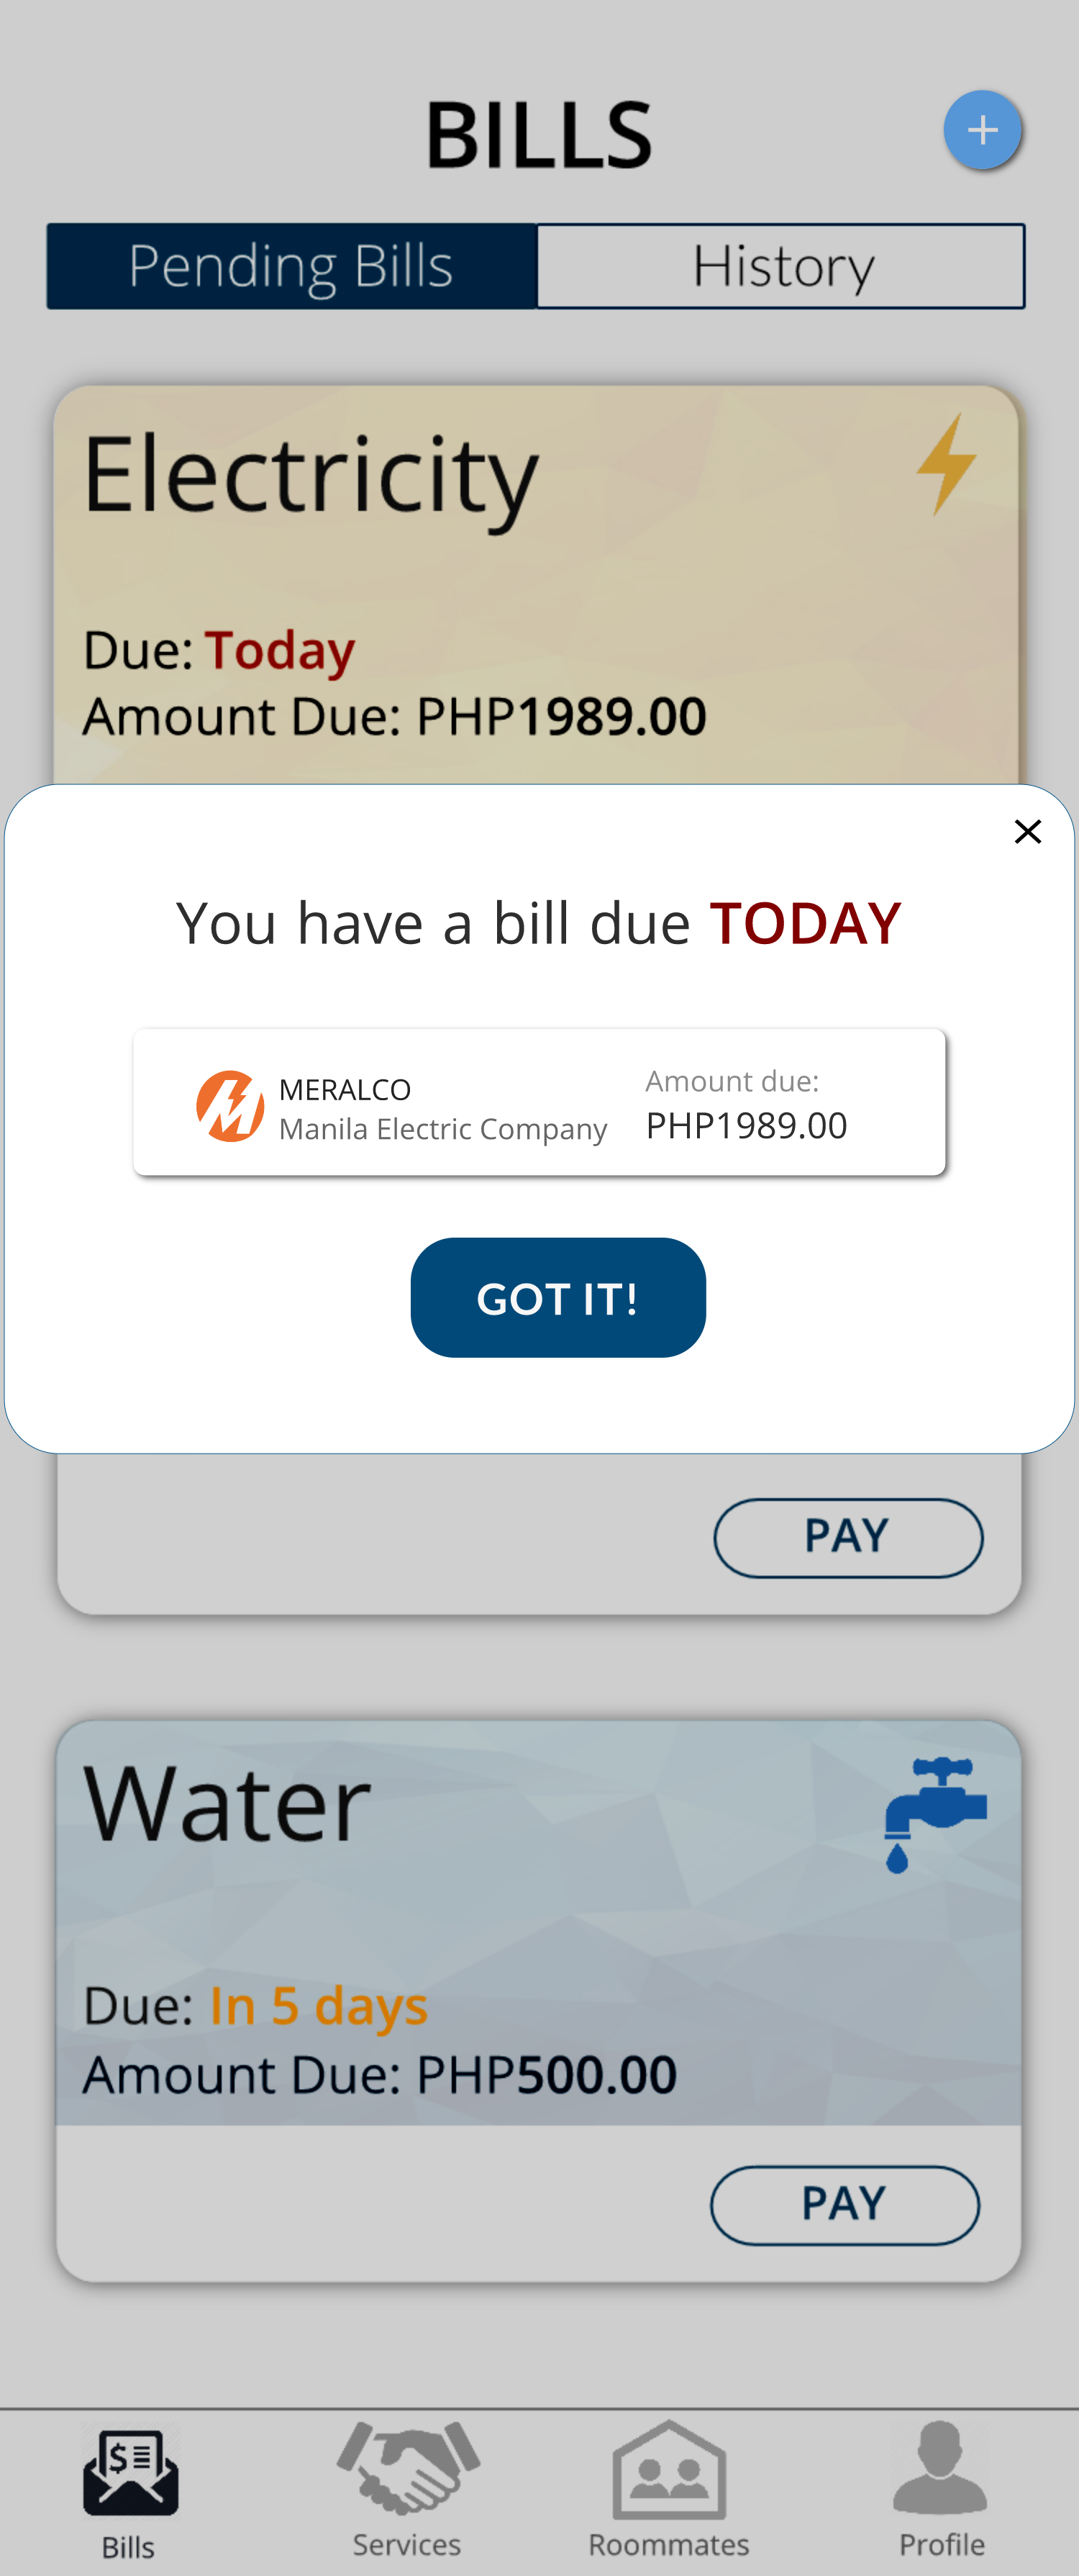 BILLS
+
Pending Bills
History
Electricity
Due: Today
Amount Due: PHP1989.00
You have a bill due TODAY
MERALCO
Manila Electric Company
Amount due:
PHP1989.00
GOT IT!
PAY
Water
Due: In 5 days
Amount Due: PHP500.00
PAY
$
Bills
Services
Roommates
Profile